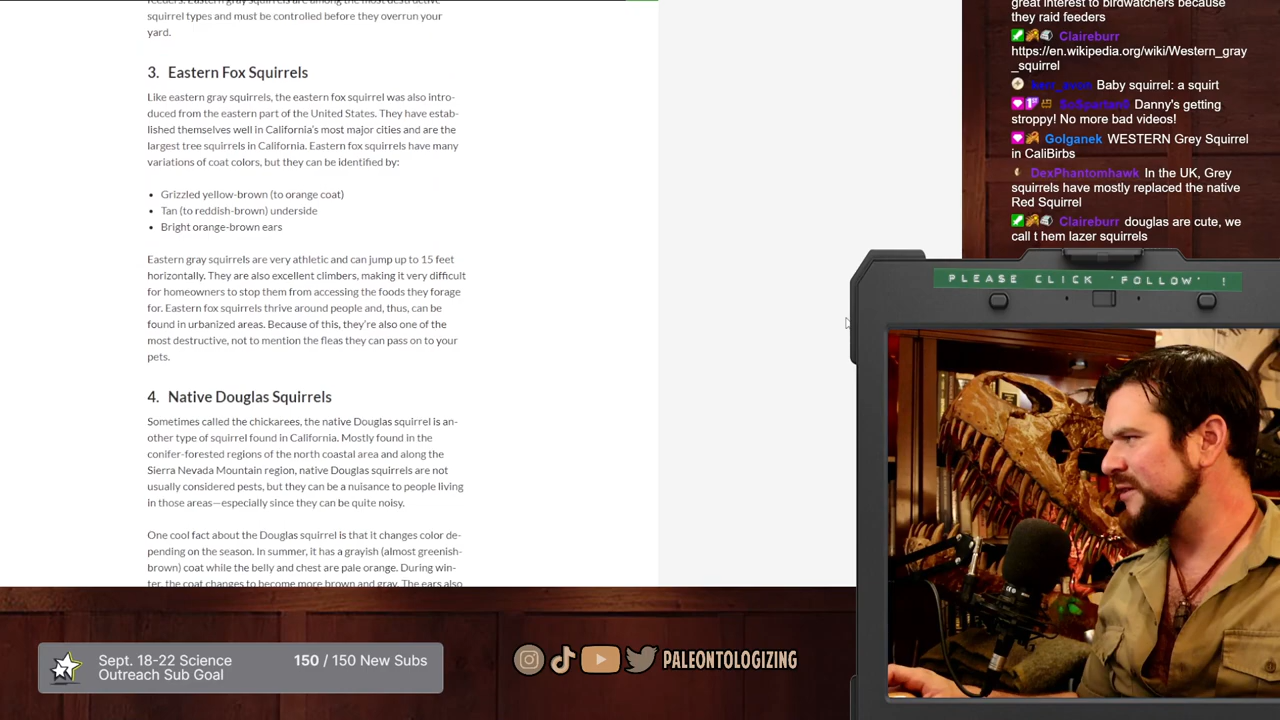 squirrel types and must be controlled before they overrun your
yard.
3. Eastern Fox Squirrels
Like eastern gray squirrels, the eastern fox squirrel was also intro-
duced from the eastern part of the United States. They have estab-
lished themselves well in California's most major cities and are the
largest tree squirrels in California. Eastern fox squirrels have many
variations of coat colors, but they can be identified by:
• Grizzled yellow-brown (to orange coat)
• Tan (to reddish-brown) underside
• Bright orange-brown ears
Eastern gray squirrels are very athletic and can jump up to 15 feet
horizontally. They are also excellent climbers, making it very difficult
for homeowners to stop them from accessing the foods they forage
for. Eastern fox squirrels thrive around people and, thus, can be
found in urbanized areas. Because of this, they're also one of the
most destructive, not to mention the fleas they can pass on to your
pets.
4. Native Douglas Squirrels
Sometimes called the chickarees, the native Douglas squirrel is an-
other type of squirrel found in California. Mostly found in the
conifer-forested regions of the north coastal area and along the
Sierra Nevada Mountain region, native Douglas squirrels are not
usually considered pests, but they can be a nuisance to people living
in those areas—especially since they can be quite noisy.
One cool fact about the Douglas squirrel is that it changes color de-
pending on the season. In summer, it has a grayish (almost greenish-
brown) coat while the belly and chest are pale orange. During win-
ter, the coat changes to become more brown and gray. The ears also
great interest to birdwatchers because
they raid feeders
Claireburr
https://en.wikipedia.org/wiki/Western_gray
_squirrel
Baby squirrel: a squirt
SoSpartan6 Danny's getting
stroppy! No more bad videos!
Golganek WESTERN Grey Squirrel
in CaliBirbs
DexPhantomhawk In the UK, Grey
squirrels have mostly replaced the native
Red Squirrel
Claireburr douglas are cute, we
call t hem lazer squirrels
PLEASE CLICK 'FOLLOW' !
Sept. 18-22 Science
Outreach Sub Goal
150 / 150 New Subs
PALEONTOLOGIZING